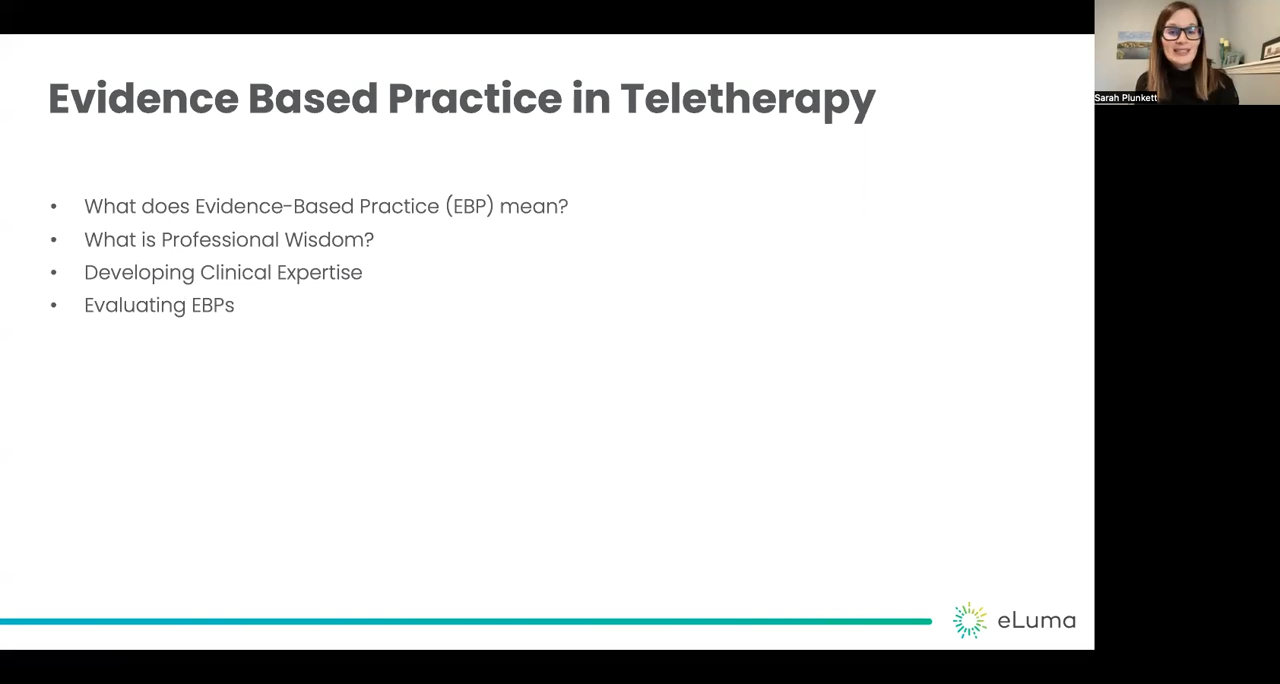 Evidence Based Practice in Teletherapy
• What does Evidence-Based Practice (EBP) mean?
• What is Professional Wisdom?
• Developing Clinical Expertise
• Evaluating EBPs
eLuma
Sarah Plunkett